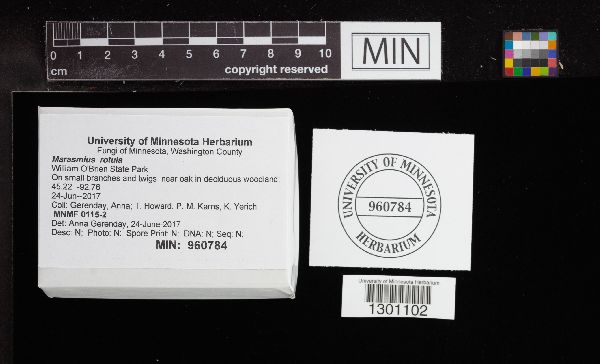 0 1 2 3 4 5 6 7 8 9 10
cm
copyright reserved
MIN
University of Minnesota Herbarium
Fungi of Minnesota, Washington County
Marasmius rotula
William O'Brien State Park
On small branches and twigs near oak in deciduous woodland
45.22 -92.76
24-Jun--2017
Coll: Gerenday, Anna; T. Howard, P. M. Karns, K. Yerich
MNMF 0115-2
Det: Anna Gerenday, 24-June-2017
Desc: N; Photo: N; Spore Print: N; DNA: N; Seq: N;
MIN: 960784
UNIVERSITY OF MINNESOTA
960784
HERBARIUM
University of Minnesota Herbarium
1301102